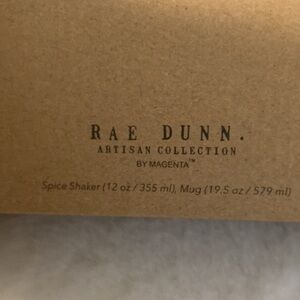 RAE DUNN.
ARTISAN COLLECTION
BY MAGENTA™
Spice Shaker (12 oz / 355 ml), Mug (19.5 oz / 579 ml)